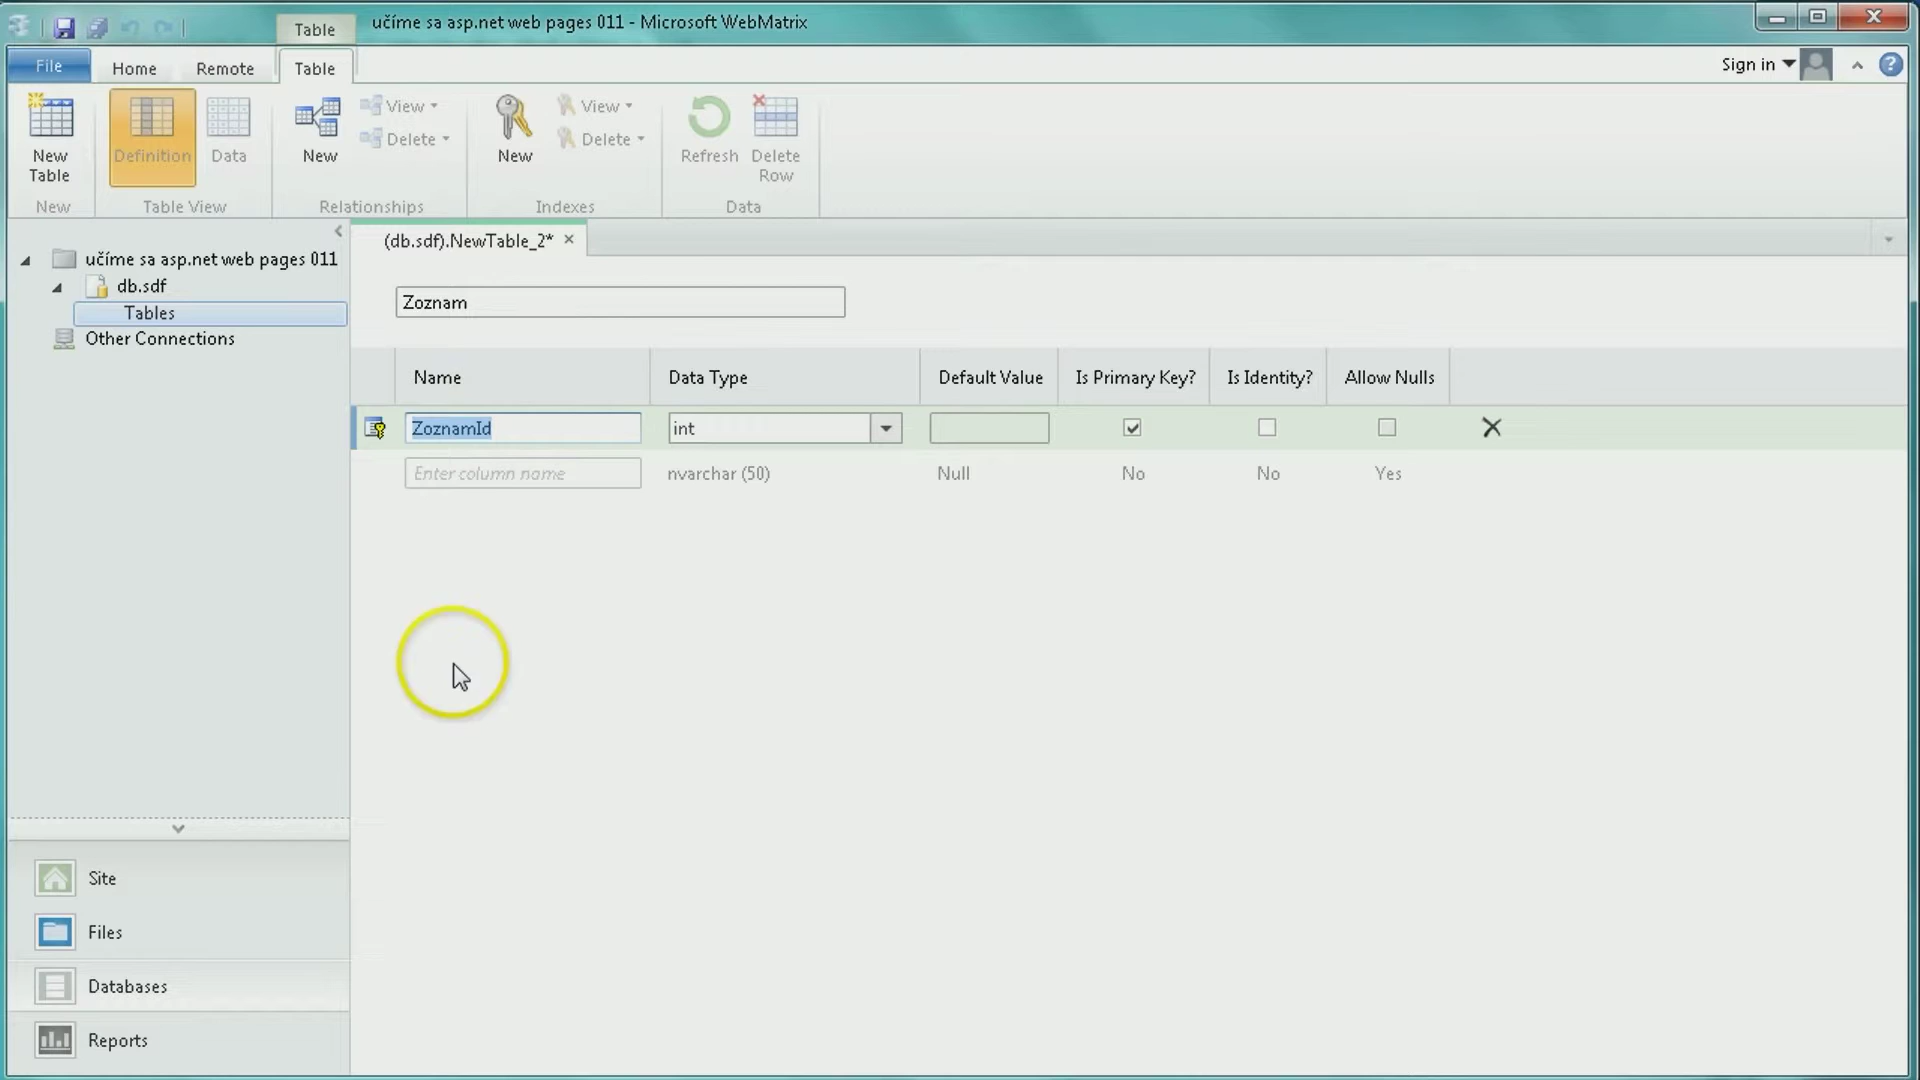 Table
učíme sa asp.net web pages 011 - Microsoft WebMatrix
File
Home
Remote
Table
Sign in
New
Table
Definition
Data
New
View
Delete
New
View
Delete
Refresh
Delete
Row
New
Table View
Relationships
Indexes
Data
učíme sa asp.net web pages 011
db.sdf
Tables
Other Connections
(db.sdf).NewTable_2*
Zoznam
Name Data Type Default Value Is Primary Key? Is Identity? Allow Nulls
ZoznamId int
Enter column name nvarchar (50) Null No No Yes
Site
Files
Databases
Reports